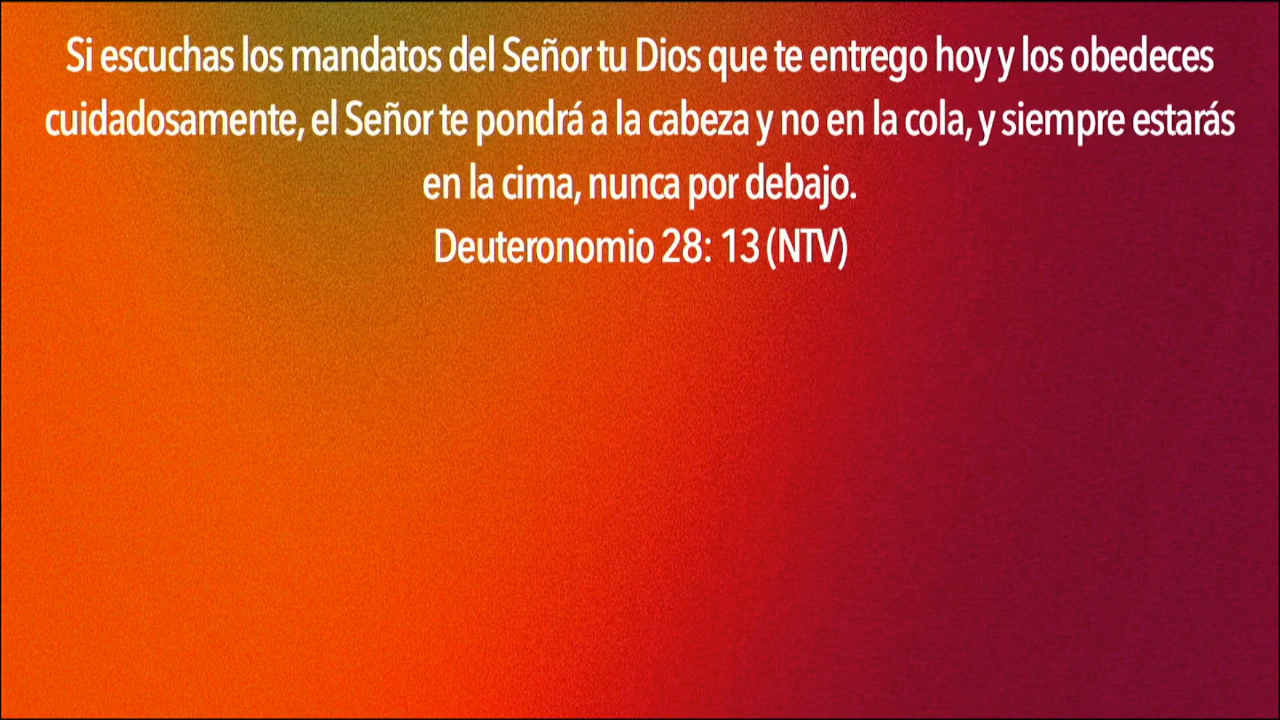 Si escuchas los mandatos del Señor tu Dios que te entrego hoy y los obedeces
cuidadosamente, el Señor te pondrá a la cabeza y no en la cola, y siempre estarás
en la cima, nunca por debajo.
Deuteronomio 28: 13 (NTV)